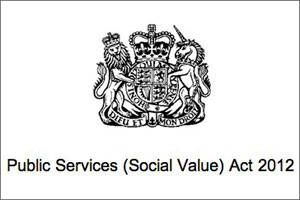 DIEU ET MON DROIT
Public Services (Social Value) Act 2012